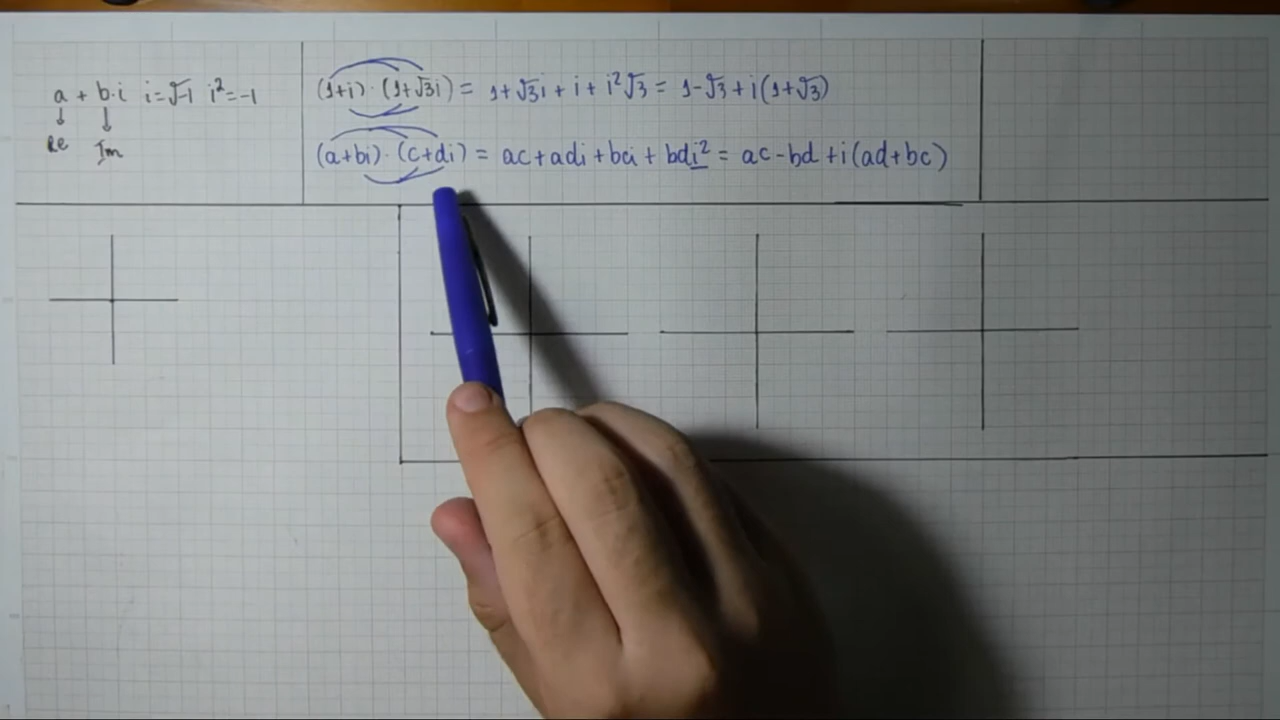 a + b·i i=√-1 i²=-1
↓ ↓
Re Im
(1+i)·(1+√3i) = 1+√3i + i + i²√3 = 1-√3 + i(1+√3)
(a+bi)·(c+di) = ac+adi+bci+bdi² = ac-bd+i(ad+bc)